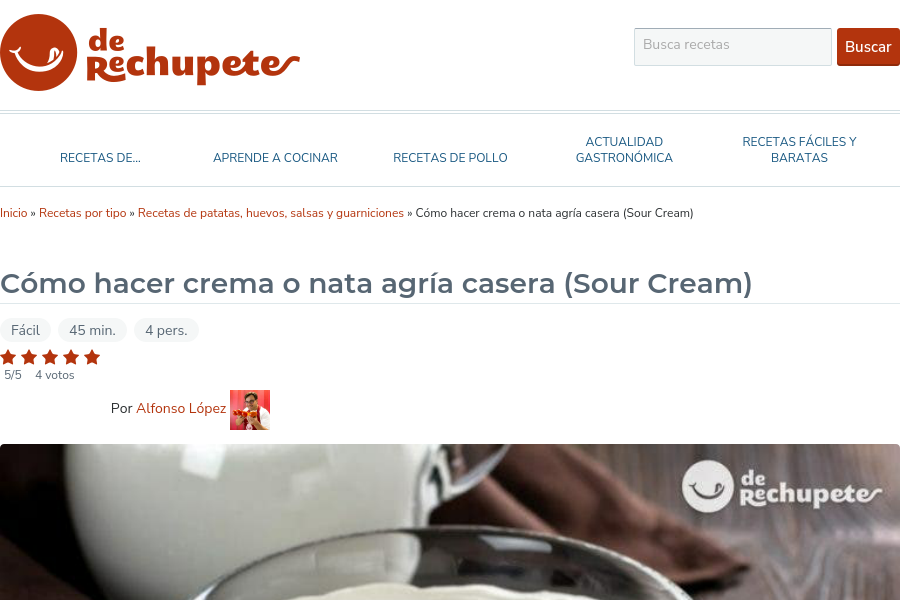 de
Rechupete
Busca recetas
Buscar
RECETAS DE...
APRENDE A COCINAR
RECETAS DE POLLO
ACTUALIDAD
GASTRONÓMICA
RECETAS FÁCILES Y
BARATAS
Inicio » Recetas por tipo » Recetas de patatas, huevos, salsas y guarniciones » Cómo hacer crema o nata agría casera (Sour Cream)
Cómo hacer crema o nata agría casera (Sour Cream)
Fácil 45 min. 4 pers.
5/5 4 votos
Por Alfonso López
de
Rechupete